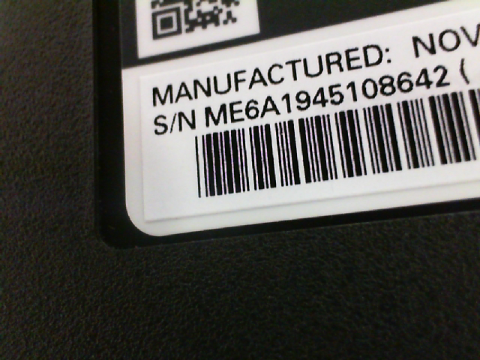 MANUFACTURED: NOV
S/N ME6A1945108642 (